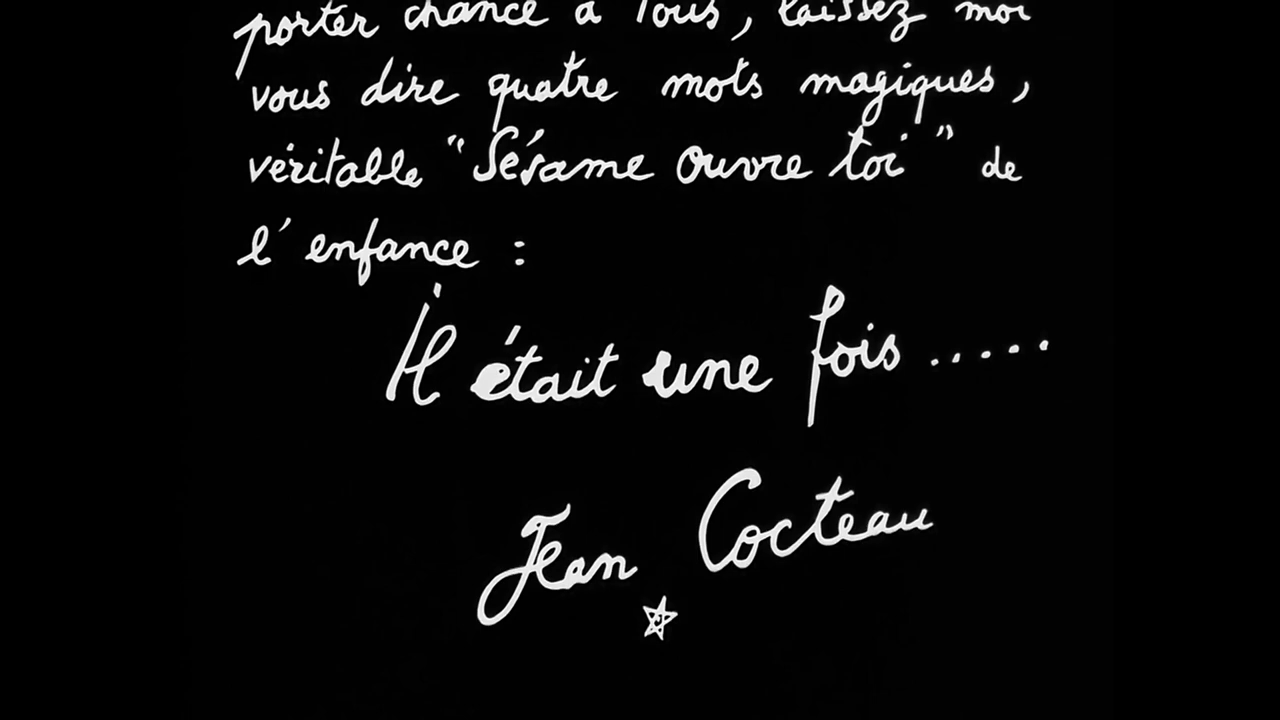 porter chance à Tous, laissez moi
vous dire quatre mots magiques,
véritable "Sésame ouvre toi" de
l'enfance :
Il était une fois .....
Jean Cocteau